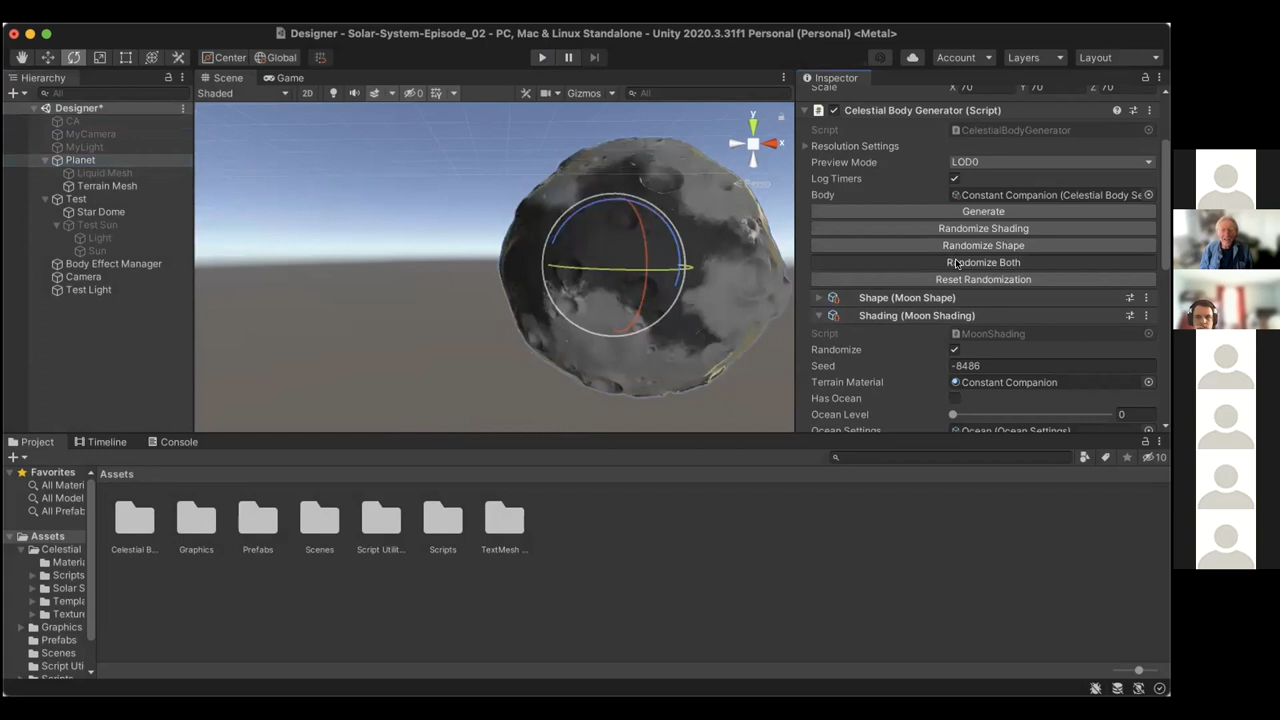 Designer - Solar-System-Episode_02 - PC, Mac & Linux Standalone - Unity 2020.3.31f1 Personal (Personal) <Metal>
Center Global Account Layers Layout
Hierarchy
All
Designer*
CA
MyCamera
MyLight
Planet
Liquid Mesh
Terrain Mesh
Test
Star Dome
Test Sun
Light
Sun
Body Effect Manager
Camera
Test Light
Scene Game
Shaded 2D 0 Gizmos All
y
x
Persp
Inspector
Scale X 70 Y 70 Z 70
Celestial Body Generator (Script)
Script CelestialBodyGenerator
Resolution Settings
Preview Mode LOD0
Log Timers
Body Constant Companion (Celestial Body Se
Generate
Randomize Shading
Randomize Shape
Randomize Both
Reset Randomization
Shape (Moon Shape)
Shading (Moon Shading)
Script MoonShading
Randomize
Seed -8486
Terrain Material Constant Companion
Has Ocean
Ocean Level 0
Ocean Settings Ocean (Ocean Settings)
Project Timeline Console
10
Favorites
All Materi
All Model
All Prefab
Assets
Celestial
Materia
Scripts
Solar S
Templa
Texture
Graphics
Prefabs
Scenes
Script Uti
Scripts
Assets
Celestial B... Graphics Prefabs Scenes Script Utilit... Scripts TextMesh ...